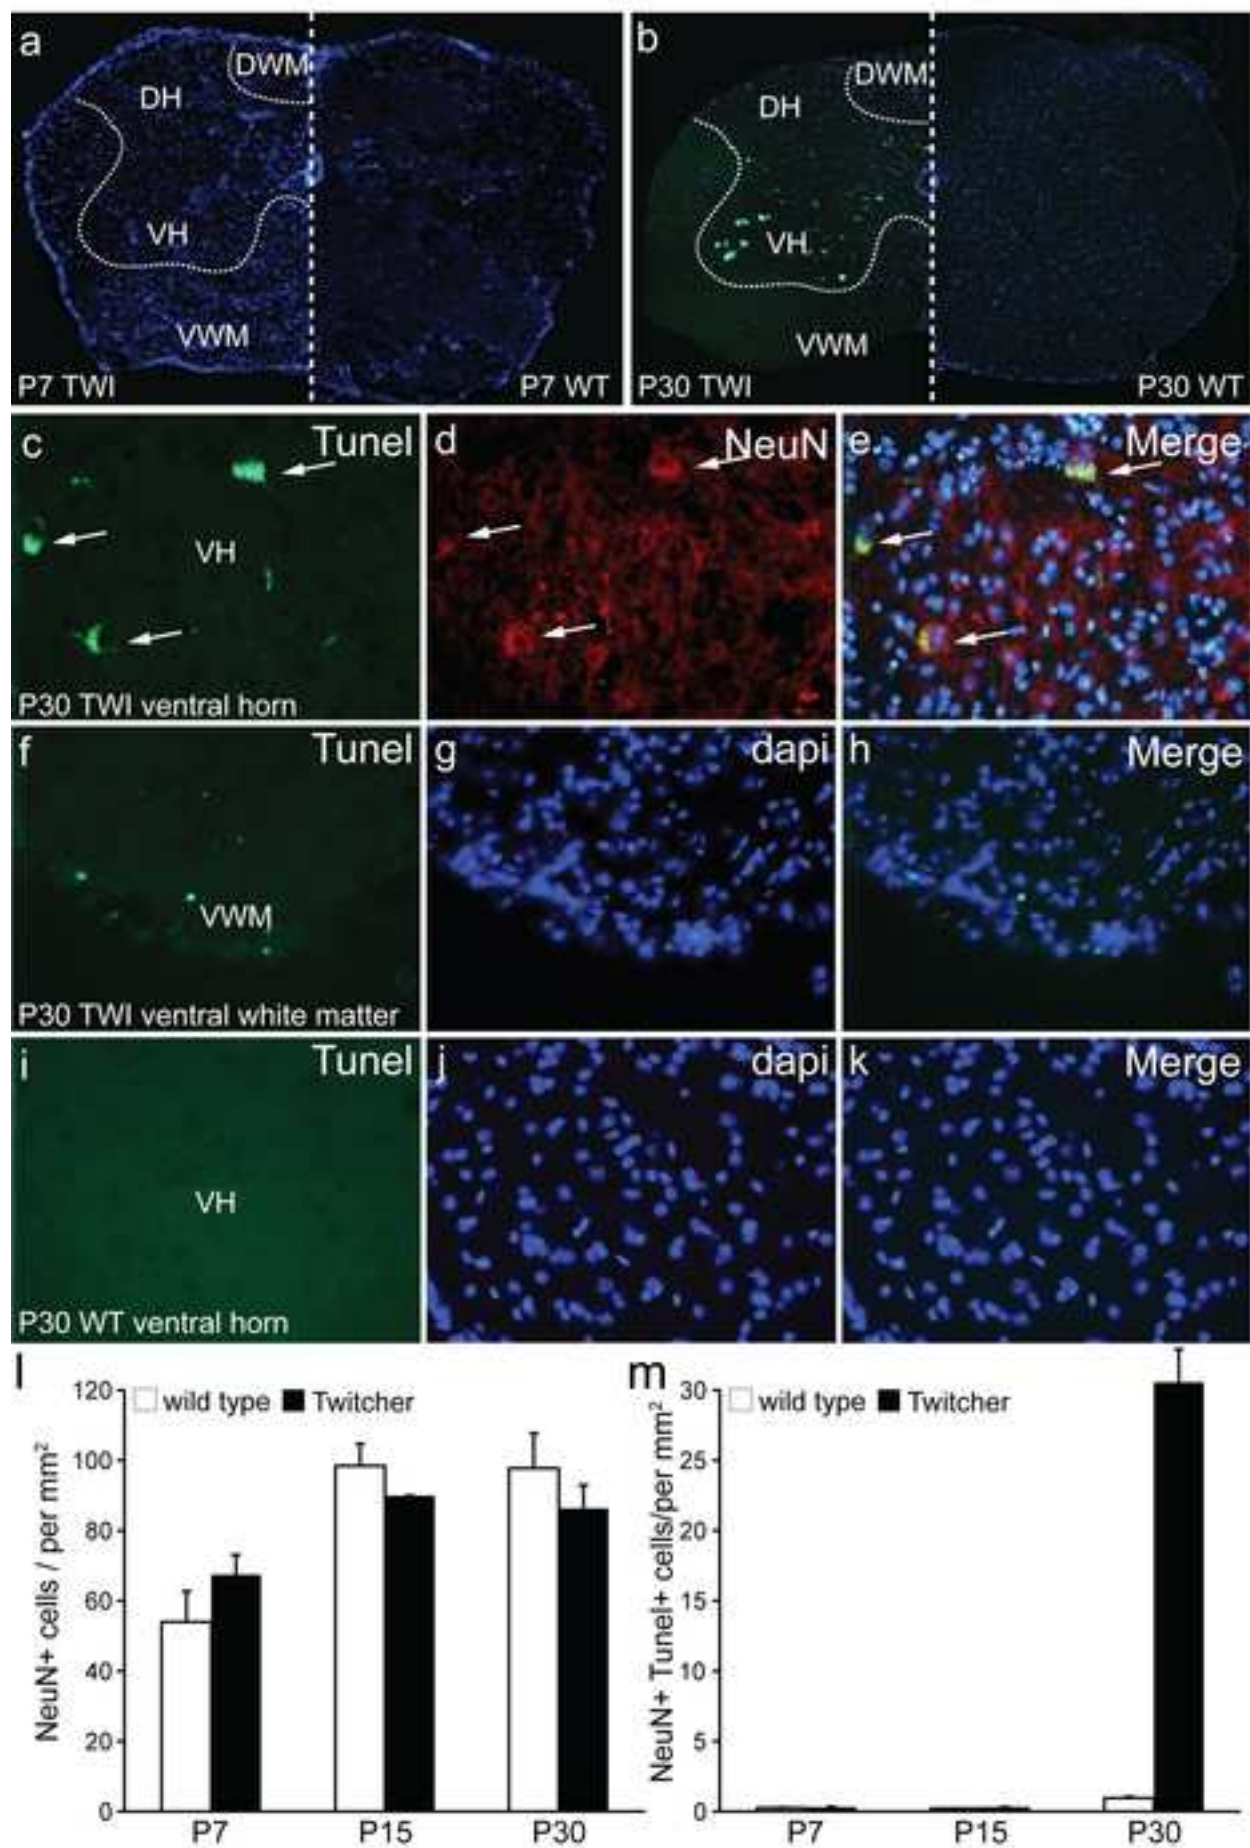 a
DWM
DH
VH
VWM
P7 TWI
P7 WT
b
DWM
DH
VH
VWM
P30 TWI
P30 WT
c
Tunel
VH
P30 TWI ventral horn
d
NeuN
e
Merge
f
Tunel
VWM
P30 TWI ventral white matter
g
dapi
h
Merge
i
Tunel
VH
P30 WT ventral horn
j
dapi
k
Merge
l
wild type
Twitcher
NeuN+ cells / per mm²
120
100
80
60
40
20
0
P7
P15
P30
m
wild type
Twitcher
NeuN+ Tunel+ cells/per mm²
30
25
20
15
10
5
0
P7
P15
P30